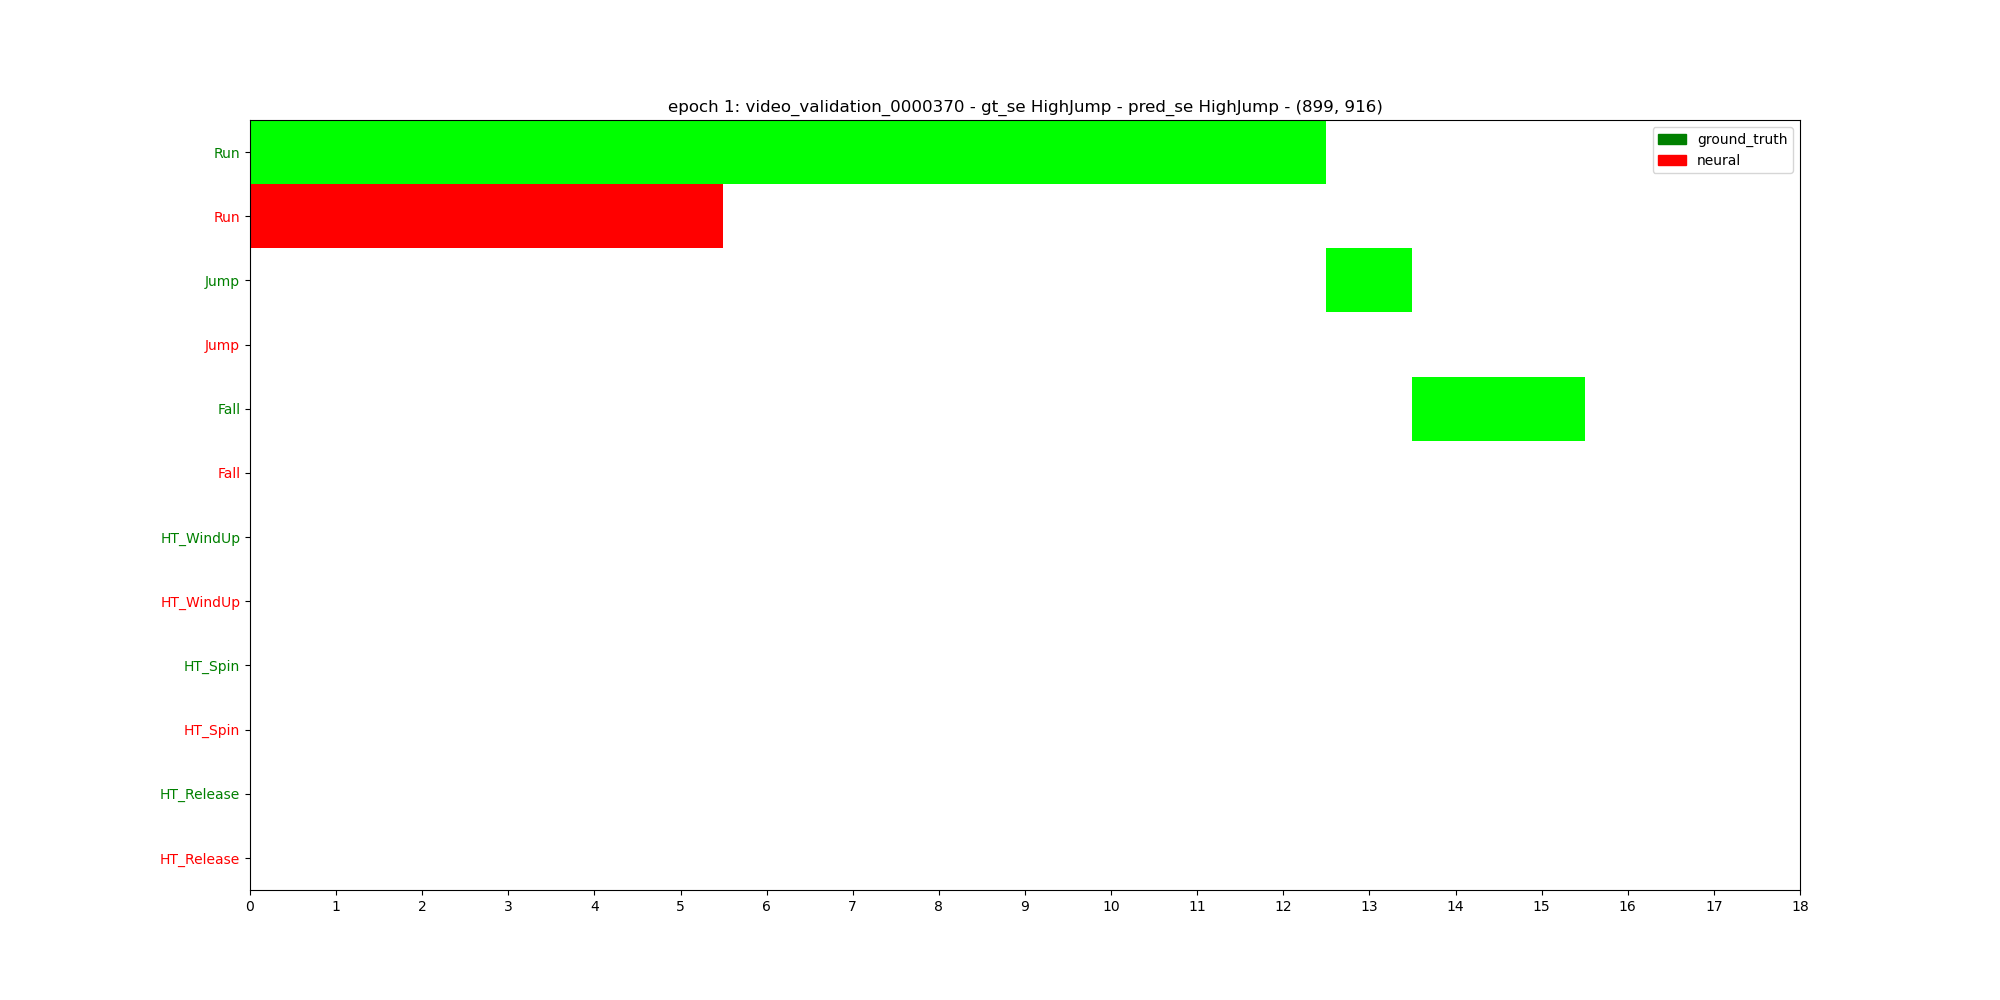 epoch 1: video_validation_0000370 - gt_se HighJump - pred_se HighJump - (899, 916)
ground_truth
neural
Run
Run
Jump
Jump
Fall
Fall
HT_WindUp
HT_WindUp
HT_Spin
HT_Spin
HT_Release
HT_Release
0 1 2 3 4 5 6 7 8 9 10 11 12 13 14 15 16 17 18